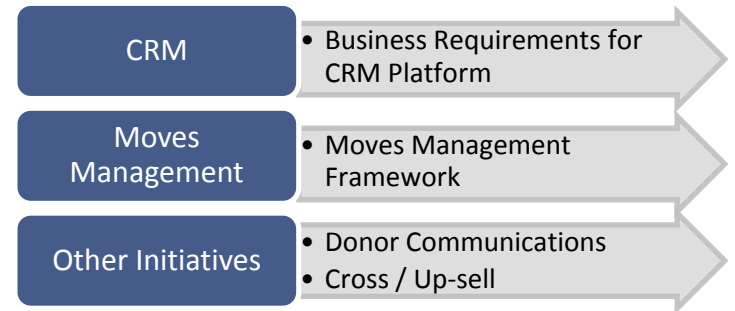 CRM
• Business Requirements for
CRM Platform
Moves
Management
• Moves Management
Framework
Other Initiatives
• Donor Communications
• Cross / Up-sell